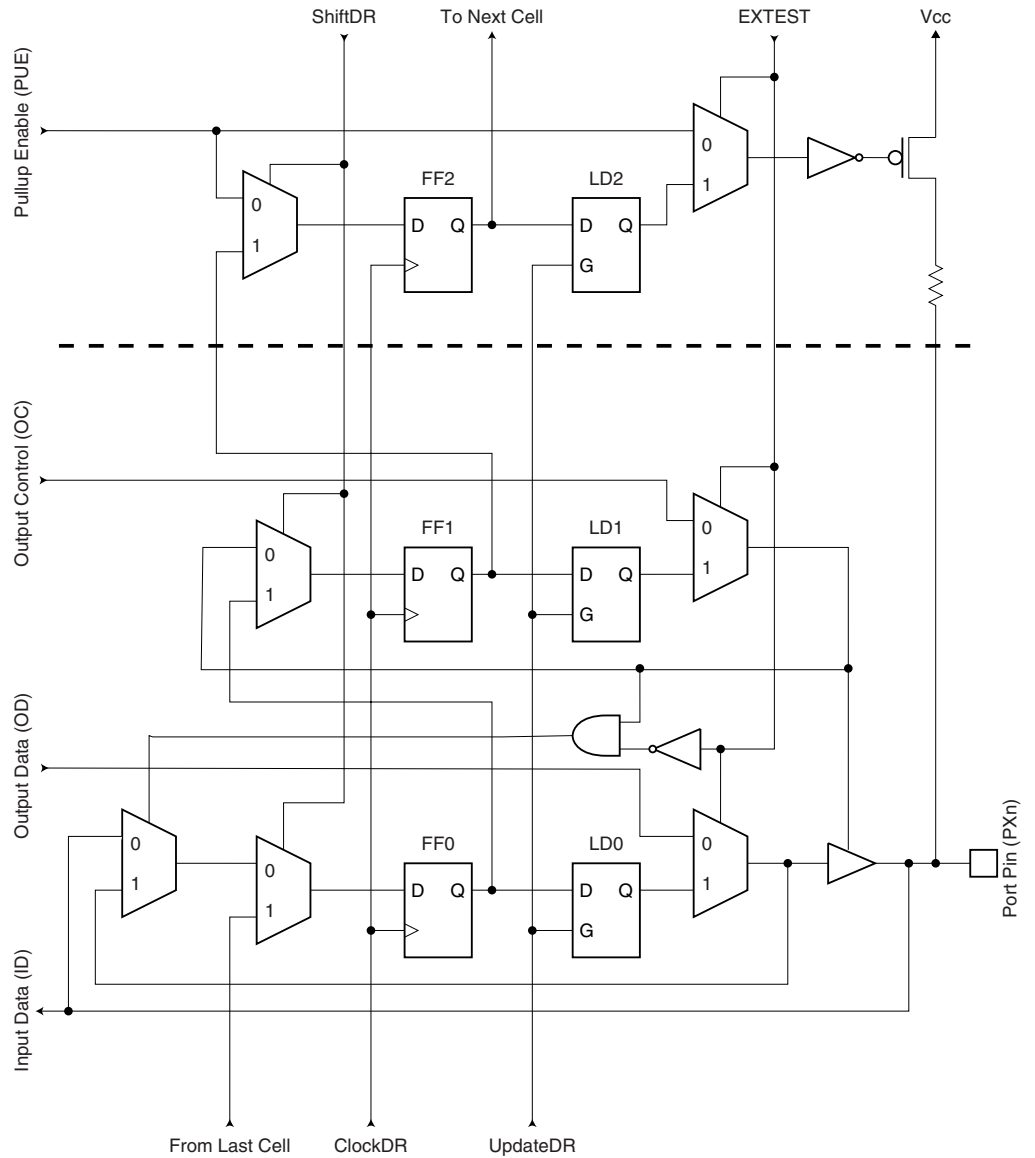 ShiftDR
To Next Cell
EXTEST
Vcc
Pullup Enable (PUE)
0
1
FF2
D Q
LD2
D Q
G
0
1
Output Control (OC)
0
1
FF1
D Q
LD1
D Q
G
0
1
Output Data (OD)
0
1
0
1
FF0
D Q
LD0
D Q
G
0
1
Port Pin (PXn)
Input Data (ID)
From Last Cell
ClockDR
UpdateDR